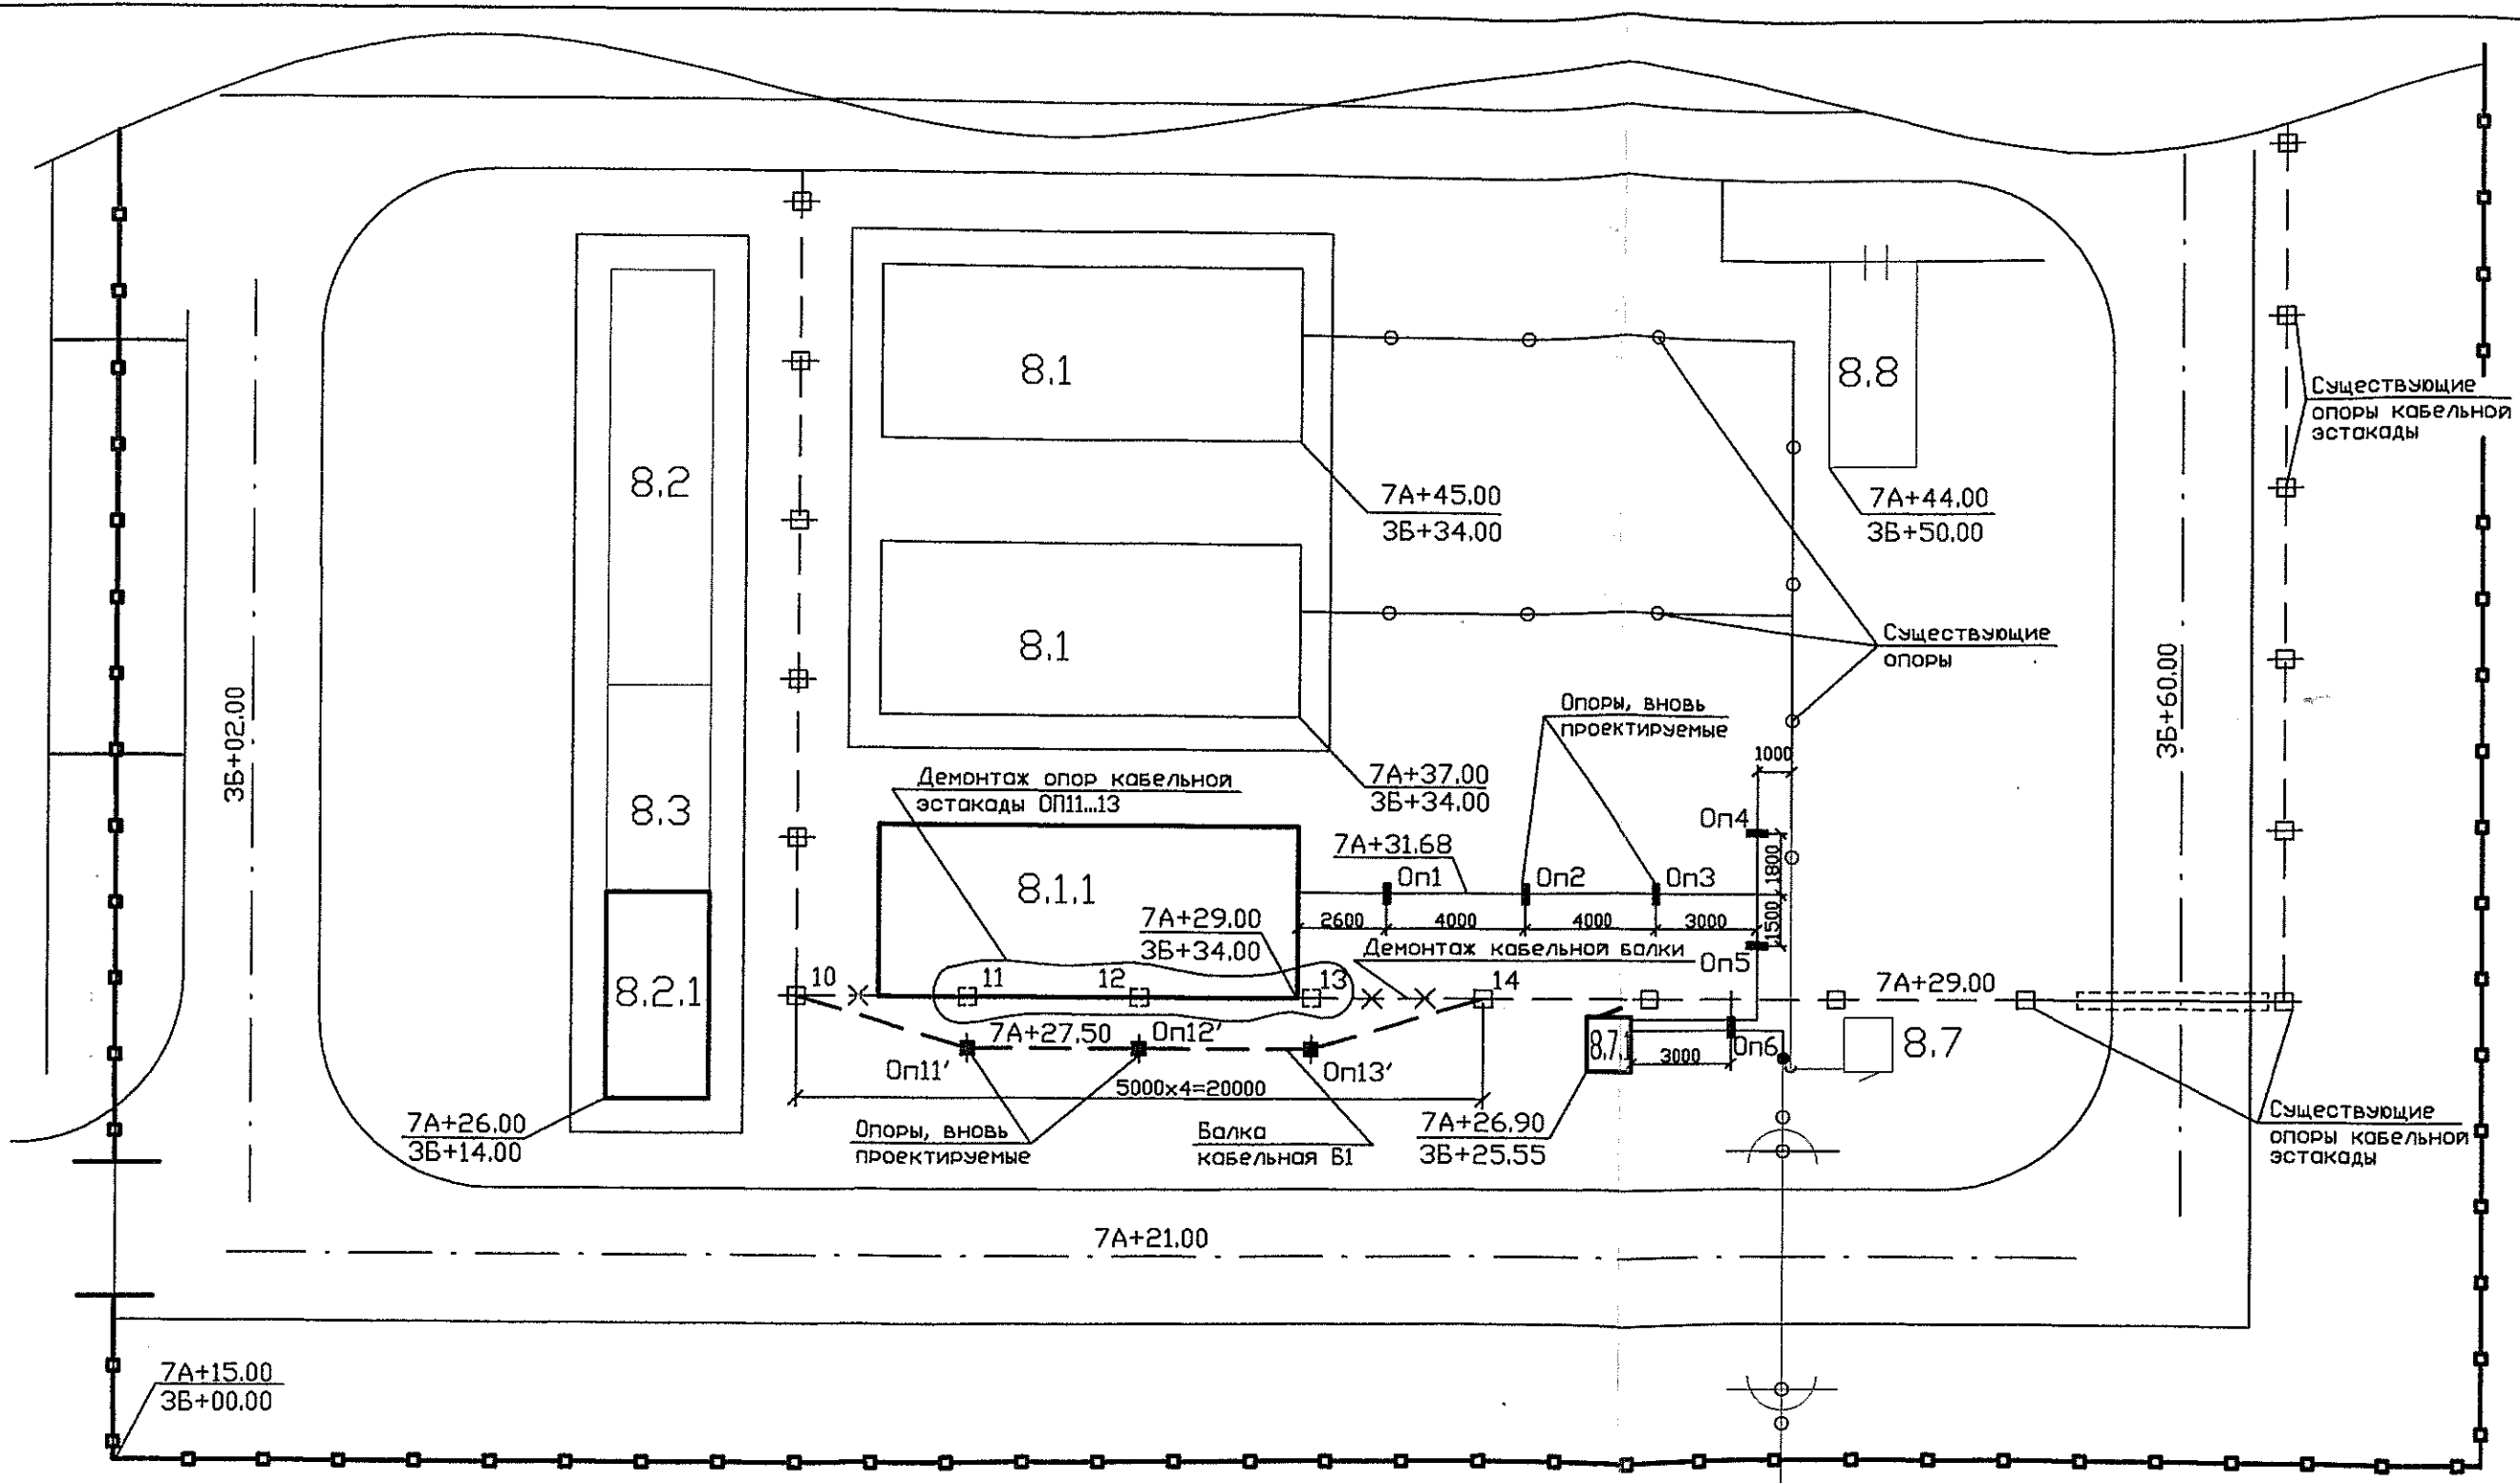 8.1
8.8
Существующие
опоры кабельной
эстакады
8.2
7А+45.00
3Б+34.00
7А+44.00
3Б+50.00
8.1
Существующие
опоры
3Б+02.00
3Б+60.00
Опоры, вновь
проектируемые
1000
Демонтаж опор кабельной
эстакады ОП11...13
7А+37.00
3Б+34.00
8.3
Оп4
7А+31.68
1800
8.1.1
Оп1
Оп2
Оп3
7А+29.00
3Б+34.00
2600
4000
4000
3000
1500
Демонтаж кабельной балки
Оп5
8.2.1
10
11
12
13
14
7А+29.00
7А+27.50
Оп12'
Оп11'
Оп13'
8.7.1
3000
Оп6
8.7
5000x4=20000
7А+26.00
3Б+14.00
Опоры, вновь
проектируемые
Балка
кабельная Б1
7А+26.90
3Б+25.55
Существующие
опоры кабельной
эстакады
7А+21.00
7А+15.00
3Б+00.00